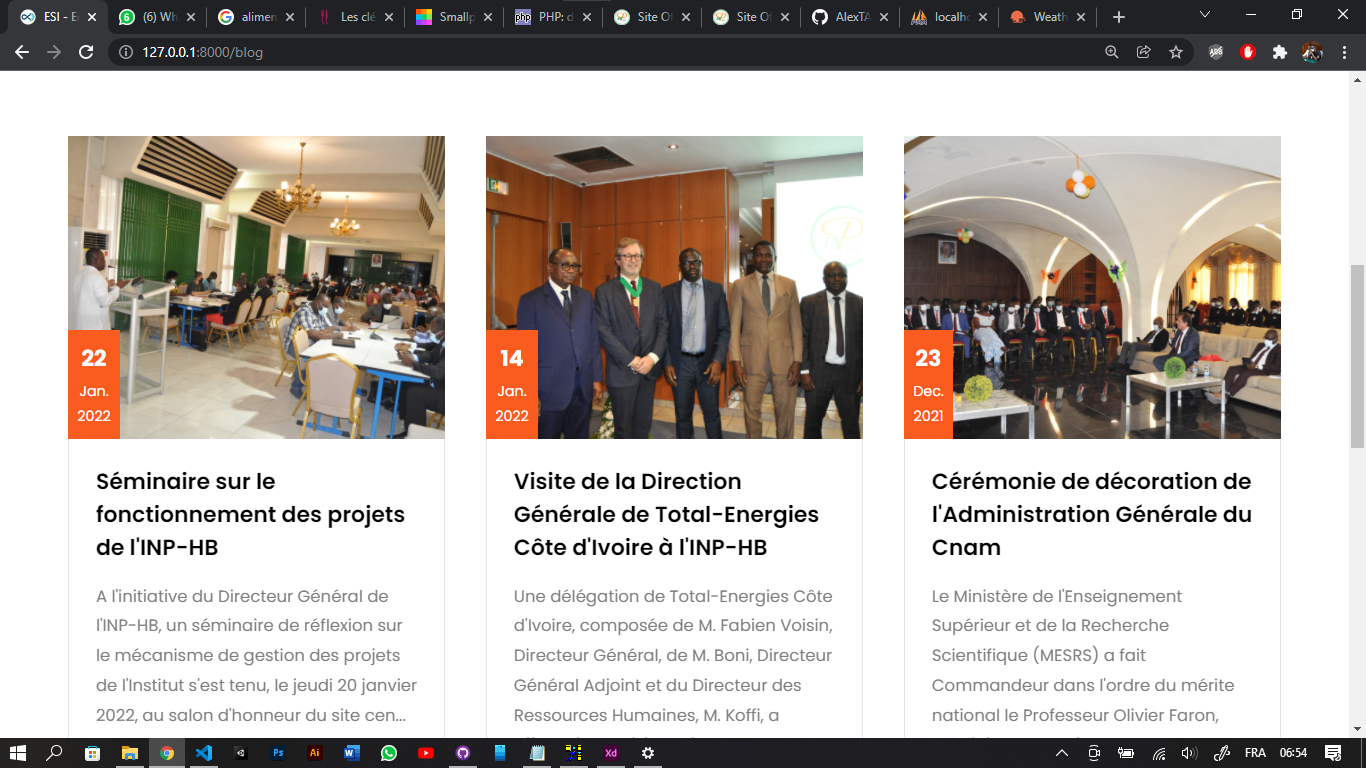 ESI - E
(6) Wh
alimen
Les clé
Smallp
PHP: d
Site Of
Site Of
AlexTA
localho
Weath
127.0.0.1:8000/blog
22
Jan.
2022
Séminaire sur le
fonctionnement des projets
de l'INP-HB
A l'initiative du Directeur Général de
l'INP-HB, un séminaire de réflexion sur
le mécanisme de gestion des projets
de l'Institut s'est tenu, le jeudi 20 janvier
2022, au salon d'honneur du site cen...
14
Jan.
2022
Visite de la Direction
Générale de Total-Energies
Côte d'Ivoire à l'INP-HB
Une délégation de Total-Energies Côte
d'Ivoire, composée de M. Fabien Voisin,
Directeur Général, de M. Boni, Directeur
Général Adjoint et du Directeur des
Ressources Humaines, M. Koffi, a
23
Dec.
2021
Cérémonie de décoration de
l'Administration Générale du
Cnam
Le Ministère de l'Enseignement
Supérieur et de la Recherche
Scientifique (MESRS) a fait
Commandeur dans l'ordre du mérite
national le Professeur Olivier Faron,
FRA
06:54